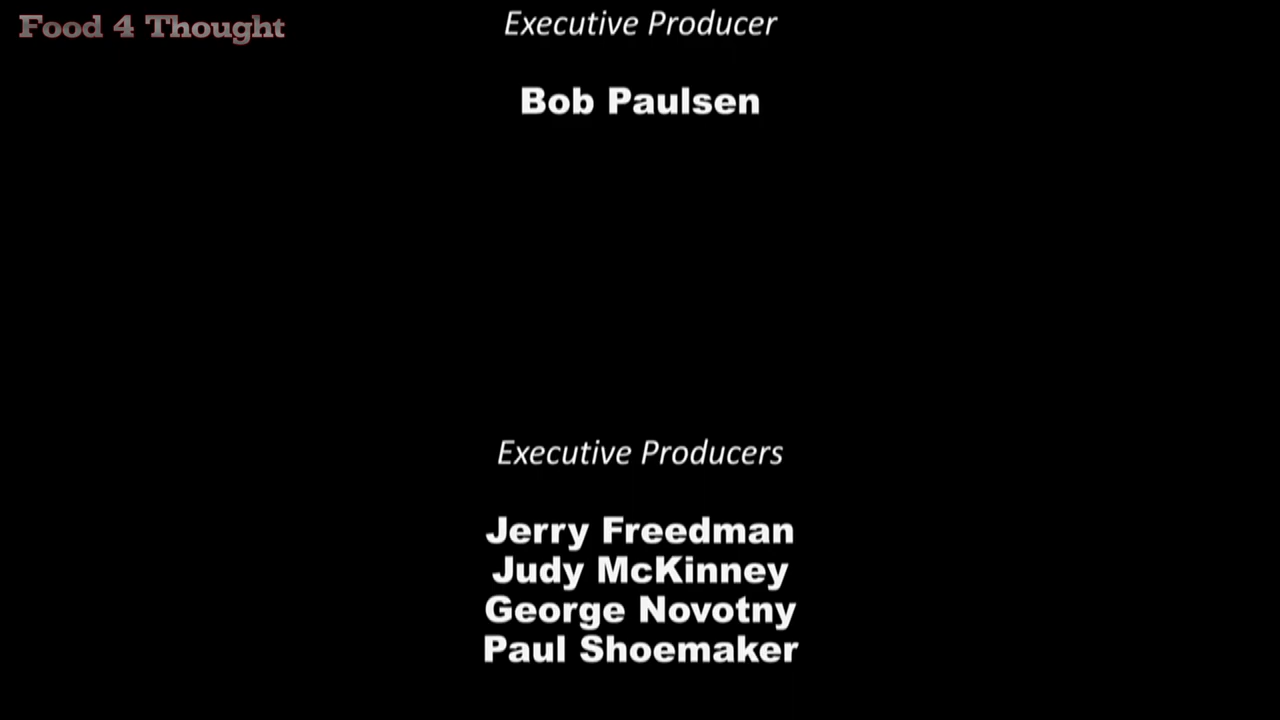 Food 4 Thought
Executive Producer
Bob Paulsen
Executive Producers
Jerry Freedman
Judy McKinney
George Novotny
Paul Shoemaker